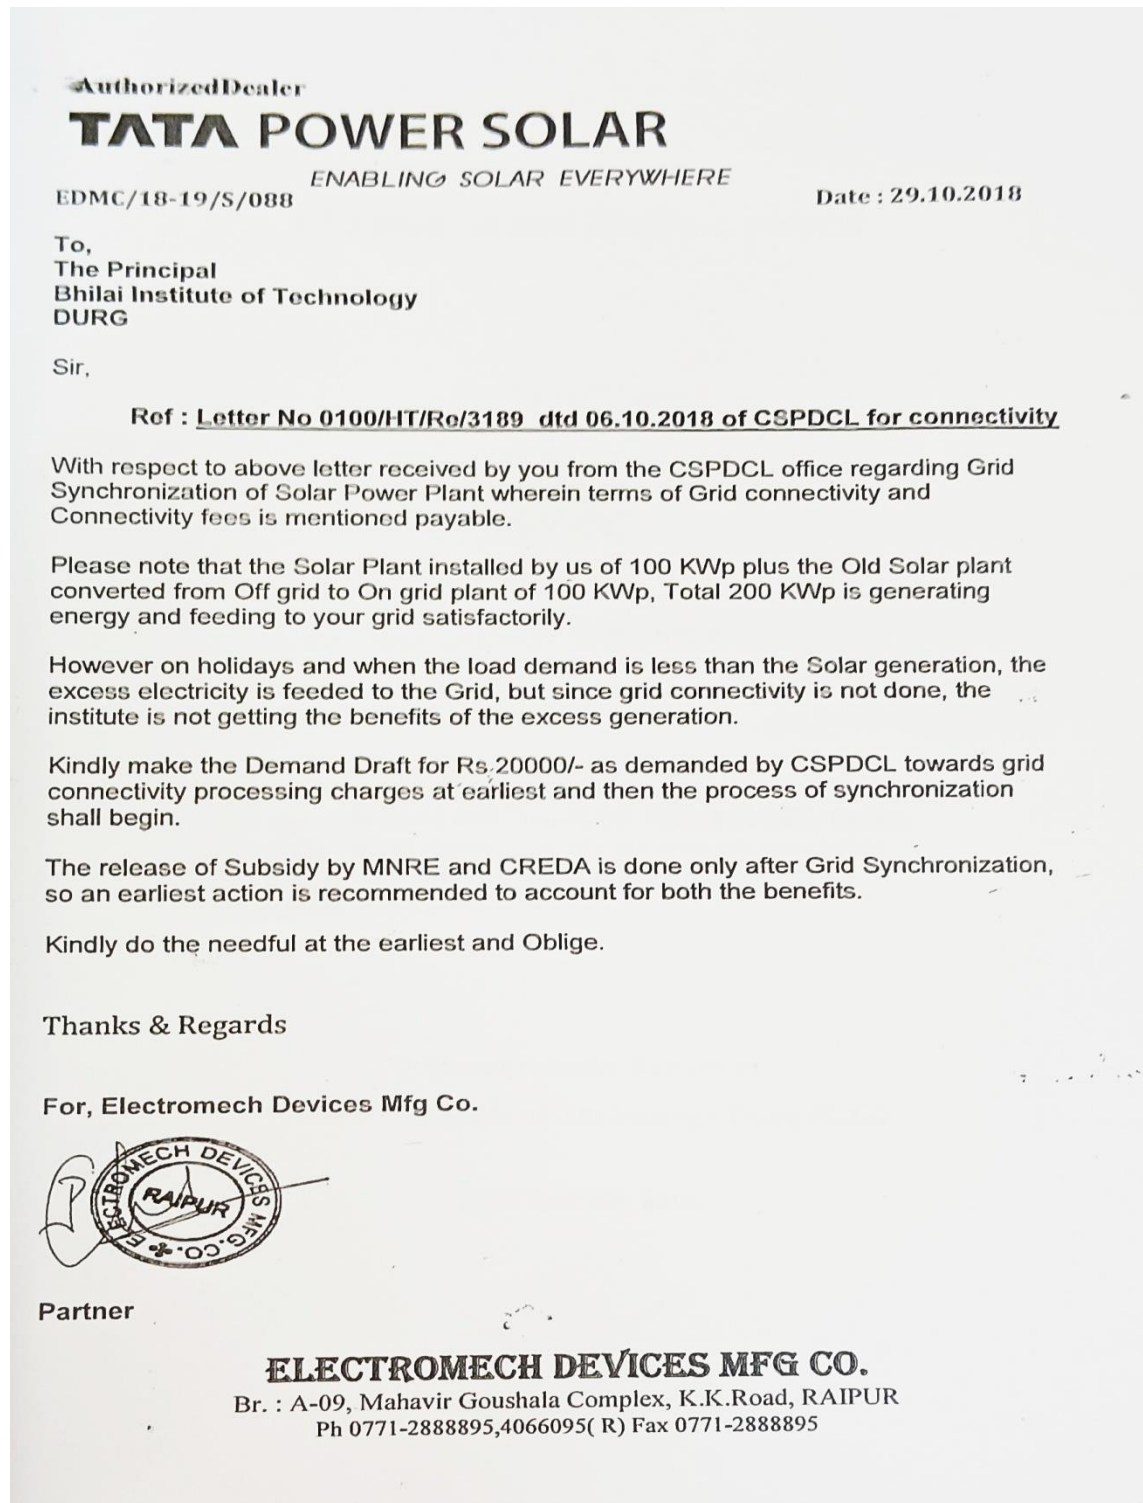 AuthorizedDealer
TATA POWER SOLAR
ENABLING SOLAR EVERYWHERE
EDMC/18-19/S/088
Date : 29.10.2018
To,
The Principal
Bhilai Institute of Technology
DURG
Sir,
Ref : Letter No 0100/HT/Re/3189 dtd 06.10.2018 of CSPDCL for connectivity
With respect to above letter received by you from the CSPDCL office regarding Grid
Synchronization of Solar Power Plant wherein terms of Grid connectivity and
Connectivity fees is mentioned payable.
Please note that the Solar Plant installed by us of 100 KWp plus the Old Solar plant
converted from Off grid to On grid plant of 100 KWp, Total 200 KWp is generating
energy and feeding to your grid satisfactorily.
However on holidays and when the load demand is less than the Solar generation, the
excess electricity is feeded to the Grid, but since grid connectivity is not done, the
institute is not getting the benefits of the excess generation.
Kindly make the Demand Draft for Rs.20000/- as demanded by CSPDCL towards grid
connectivity processing charges at earliest and then the process of synchronization
shall begin.
The release of Subsidy by MNRE and CREDA is done only after Grid Synchronization,
so an earliest action is recommended to account for both the benefits.
Kindly do the needful at the earliest and Oblige.
Thanks & Regards
For, Electromech Devices Mfg Co.
ELECTROMECH DEVICES MFG.CO.
RAIPUR
Partner
ELECTROMECH DEVICES MFG CO.
Br. : A-09, Mahavir Goushala Complex, K.K.Road, RAIPUR
Ph 0771-2888895,4066095( R) Fax 0771-2888895